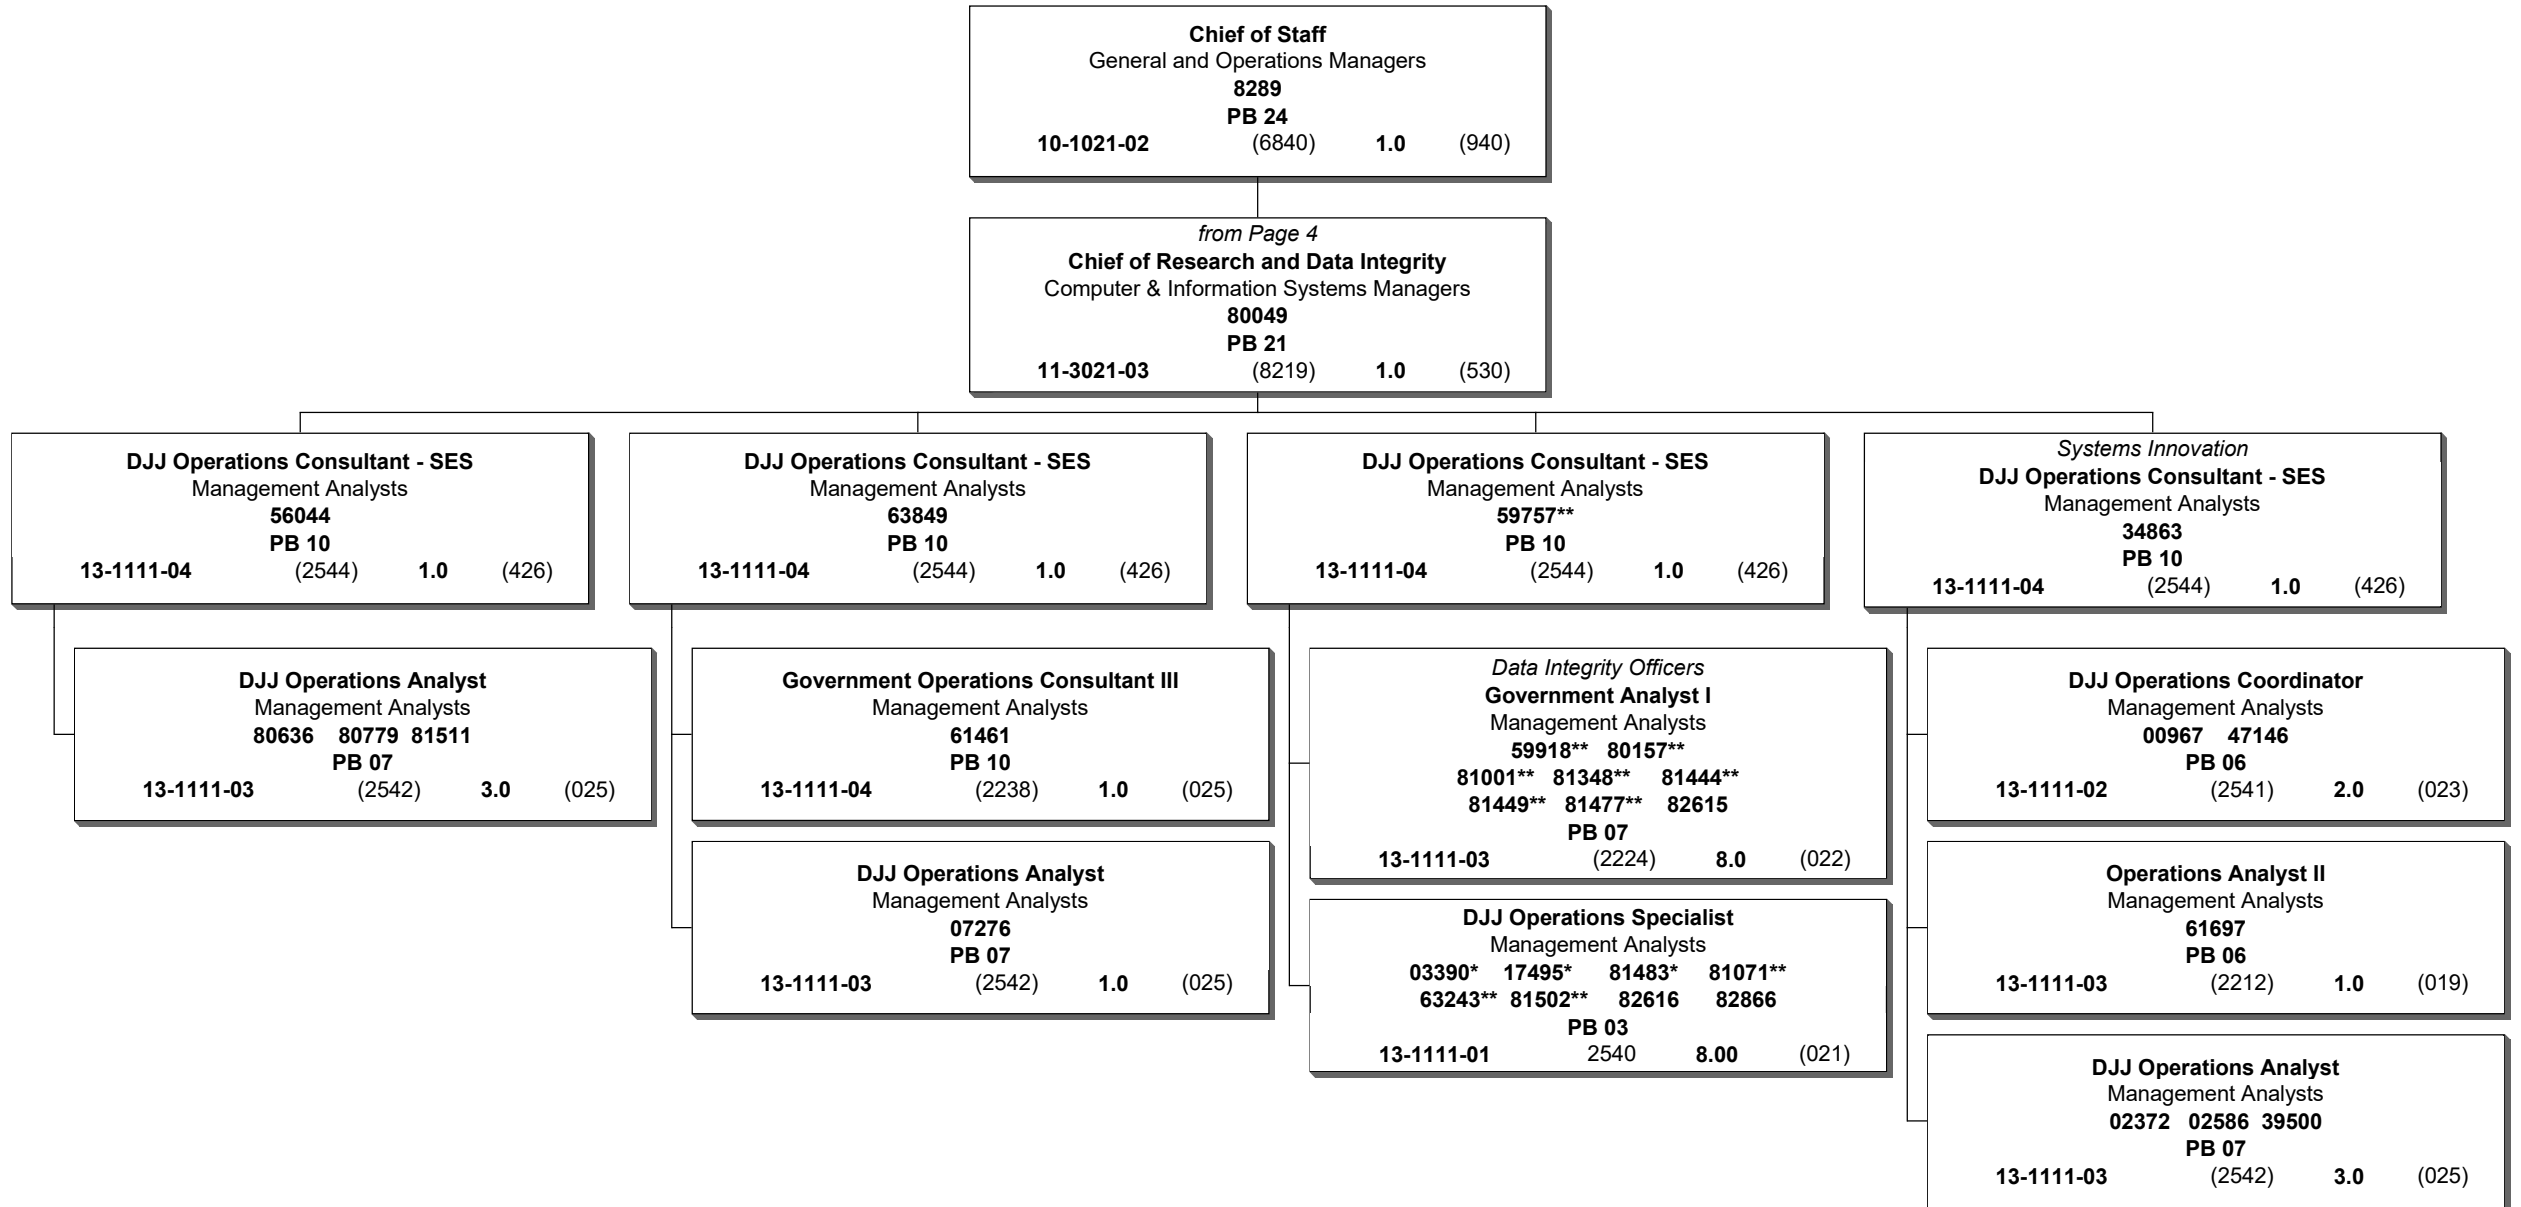 Chief of Staff
General and Operations Managers
8289
PB 24
10-1021-02 (6840) 1.0 (940)
from Page 4
Chief of Research and Data Integrity
Computer & Information Systems Managers
80049
PB 21
11-3021-03 (8219) 1.0 (530)
DJJ Operations Consultant - SES
Management Analysts
56044
PB 10
13-1111-04 (2544) 1.0 (426)
DJJ Operations Analyst
Management Analysts
80636 80779 81511
PB 07
13-1111-03 (2542) 3.0 (025)
DJJ Operations Consultant - SES
Management Analysts
63849
PB 10
13-1111-04 (2544) 1.0 (426)
Government Operations Consultant III
Management Analysts
61461
PB 10
13-1111-04 (2238) 1.0 (025)
DJJ Operations Analyst
Management Analysts
07276
PB 07
13-1111-03 (2542) 1.0 (025)
DJJ Operations Consultant - SES
Management Analysts
59757**
PB 10
13-1111-04 (2544) 1.0 (426)
Data Integrity Officers
Government Analyst I
Management Analysts
59918** 80157**
81001** 81348** 81444**
81449** 81477** 82615
PB 07
13-1111-03 (2224) 8.0 (022)
DJJ Operations Specialist
Management Analysts
03390* 17495* 81483* 81071**
63243** 81502** 82616 82866
PB 03
13-1111-01 2540 8.00 (021)
Systems Innovation
DJJ Operations Consultant - SES
Management Analysts
34863
PB 10
13-1111-04 (2544) 1.0 (426)
DJJ Operations Coordinator
Management Analysts
00967 47146
PB 06
13-1111-02 (2541) 2.0 (023)
Operations Analyst II
Management Analysts
61697
PB 06
13-1111-03 (2212) 1.0 (019)
DJJ Operations Analyst
Management Analysts
02372 02586 39500
PB 07
13-1111-03 (2542) 3.0 (025)